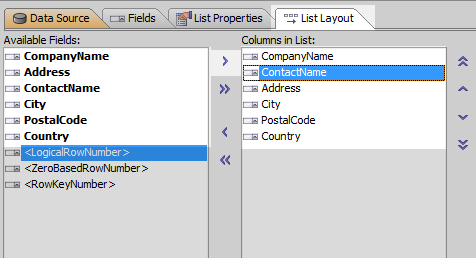 Data Source Fields List Properties List Layout
Available Fields:
CompanyName
Address
ContactName
City
PostalCode
Country
<LogicalRowNumber>
<ZeroBasedRowNumber>
<RowKeyNumber>
Columns in List:
CompanyName
ContactName
Address
City
PostalCode
Country